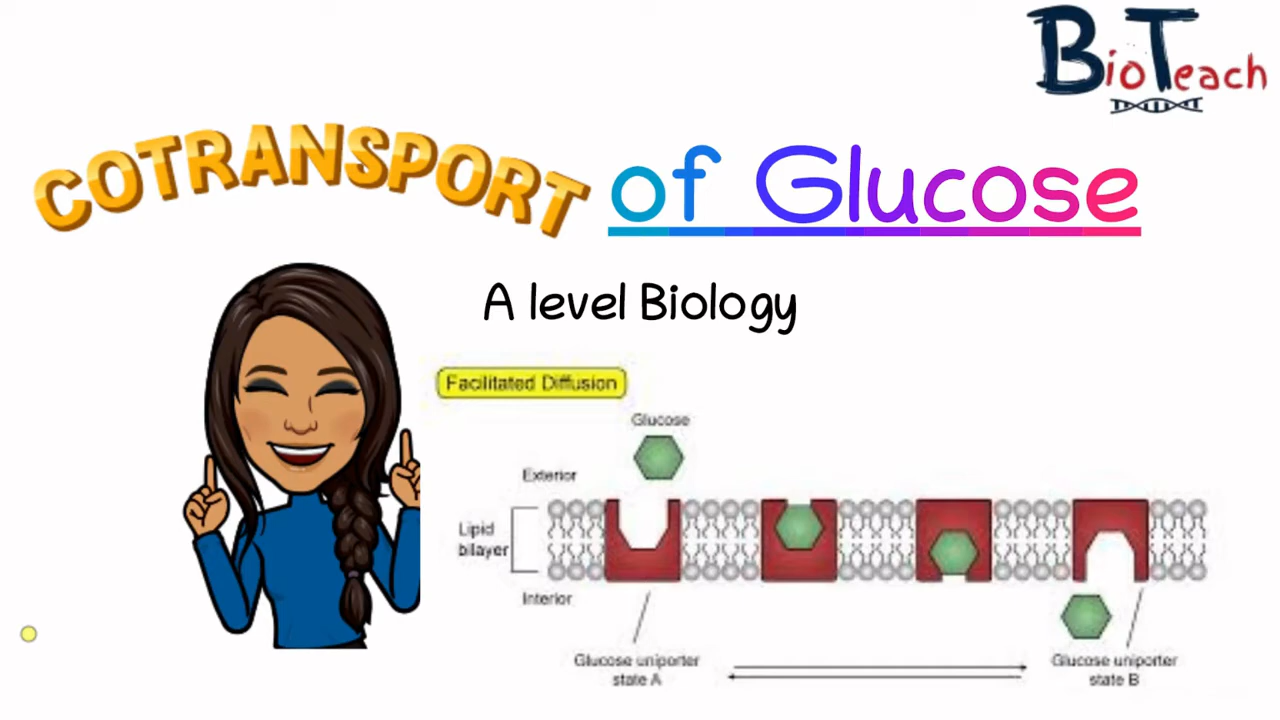 BioTeach
COTRANSPORT of Glucose
A level Biology
Facilitated Diffusion
Glucose
Exterior
Lipid
bilayer
Interior
Glucose uniporter
state A
Glucose uniporter
state B